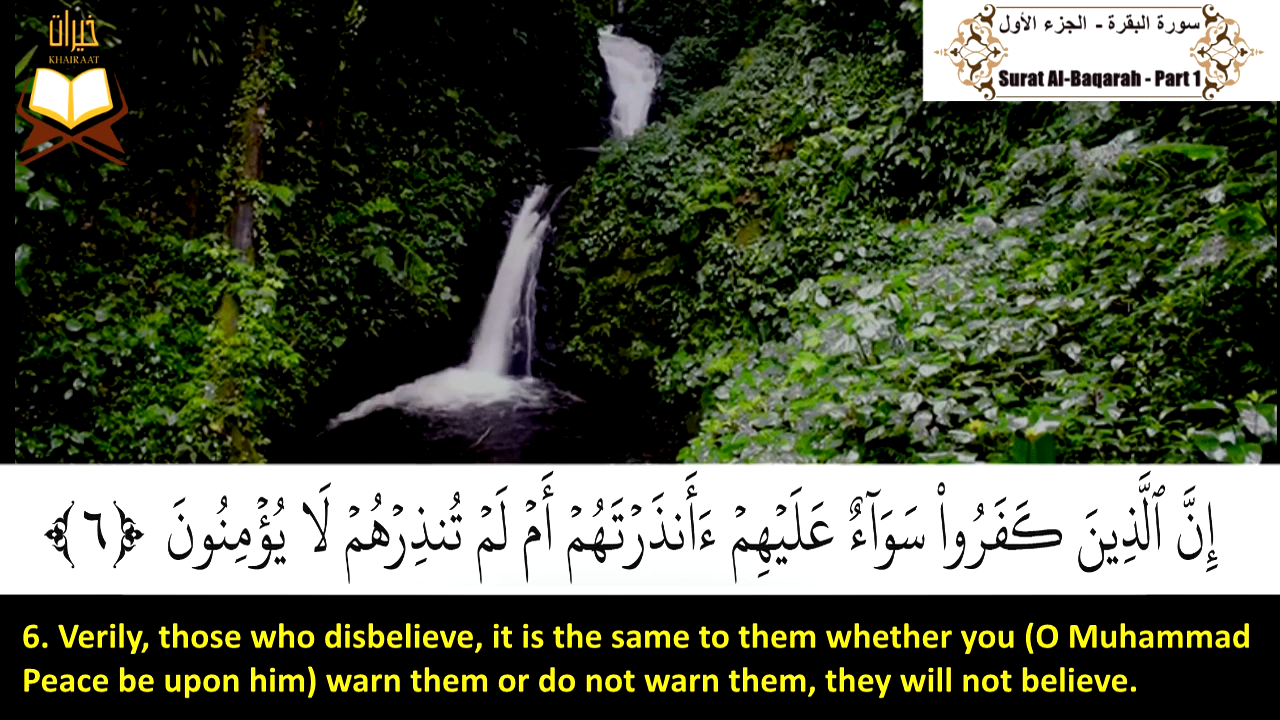 خيرات
KHAIRAAT
سورة البقرة - الجزء الأول
Surat Al-Baqarah - Part 1
إِنَّ ٱلَّذِينَ كَفَرُوا۟ سَوَآءٌ عَلَيْهِمْ ءَأَنذَرْتَهُمْ أَمْ لَمْ تُنذِرْهُمْ لَا يُؤْمِنُونَ ﴿٦﴾
6. Verily, those who disbelieve, it is the same to them whether you (O Muhammad
Peace be upon him) warn them or do not warn them, they will not believe.